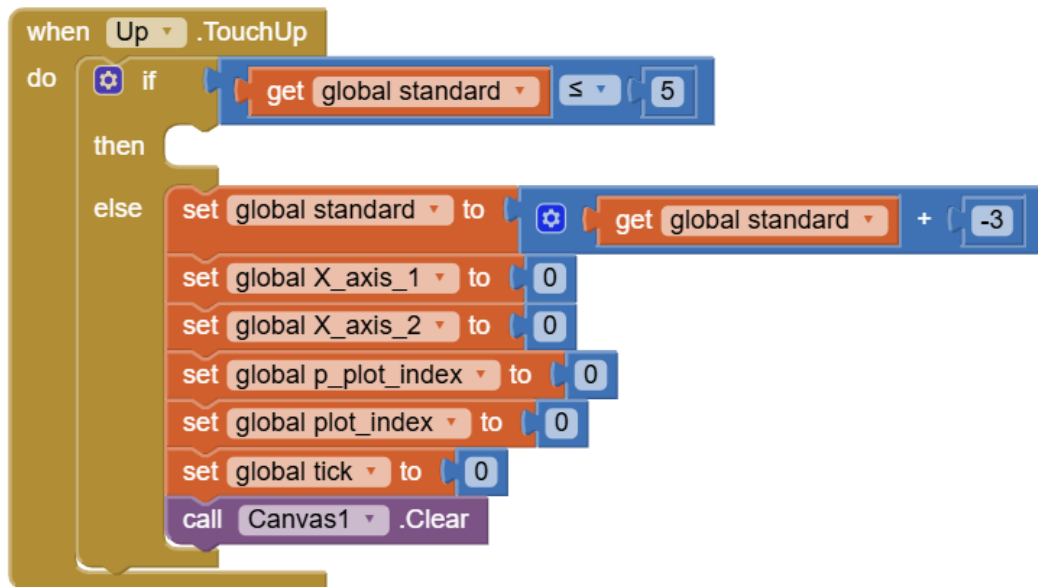 when Up .TouchUp
do if get global standard ≤ 5
then
else set global standard to get global standard + -3
set global X_axis_1 to 0
set global X_axis_2 to 0
set global p_plot_index to 0
set global plot_index to 0
set global tick to 0
call Canvas1 .Clear